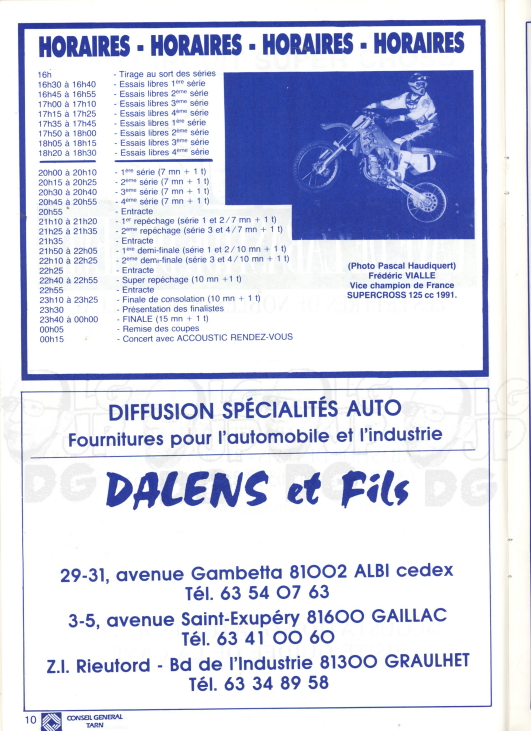 HORAIRES - HORAIRES - HORAIRES - HORAIRES
16h - Tirage au sort des séries
16h30 à 16h40 - Essais libres 1ère série
16h45 à 16h55 - Essais libres 2ème série
17h00 à 17h10 - Essais libres 3ème série
17h15 à 17h25 - Essais libres 4ème série
17h35 à 17h45 - Essais libres 1ère série
17h50 à 18h00 - Essais libres 2ème série
18h05 à 18h15 - Essais libres 3ème série
18h20 à 18h30 - Essais libres 4ème série
20h00 à 20h10 - 1ère série (7 mn + 1 t)
20h15 à 20h25 - 2ème série (7 mn + 1 t)
20h30 à 20h40 - 3ème série (7 mn + 1 t)
20h45 à 20h55 - 4ème série (7 mn + 1 t)
20h55 - Entracte
21h10 à 21h20 - 1er repéchage (série 1 et 2 / 7 mn + 1 t)
21h25 à 21h35 - 2ème repéchage (série 3 et 4 / 7 mn + 1 t)
21h35 - Entracte
21h50 à 22h05 - 1ère demi-finale (série 1 et 2 / 10 mn + 1 t)
22h10 à 22h25 - 2ème demi-finale (série 3 et 4 / 10 mn + 1 t)
22h25 - Entracte
22h40 à 22h55 - Super repéchage (10 mn +1 t)
22h55 - Entracte
23h10 à 23h25 - Finale de consolation (10 mn + 1 t)
23h30 - Présentation des finalistes
23h40 à 00h00 - FINALE (15 mn + 1 t)
00h05 - Remise des coupes
00h15 - Concert avec ACCOUSTIC RENDEZ-VOUS
1
(Photo Pascal Haudiquert)
Frédéric VIALLE
Vice champion de France
SUPERCROSS 125 cc 1991.
DIFFUSION SPÉCIALITÉS AUTO
Fournitures pour l'automobile et l'industrie
DALENS et Fils
29-31, avenue Gambetta 81002 ALBI cedex
Tél. 63 54 07 63
3-5, avenue Saint-Exupéry 81600 GAILLAC
Tél. 63 41 00 60
Z.I. Rieutord - Bd de l'Industrie 81300 GRAULHET
Tél. 63 34 89 58
10 CONSEIL GENERAL
TARN
LG JP DG